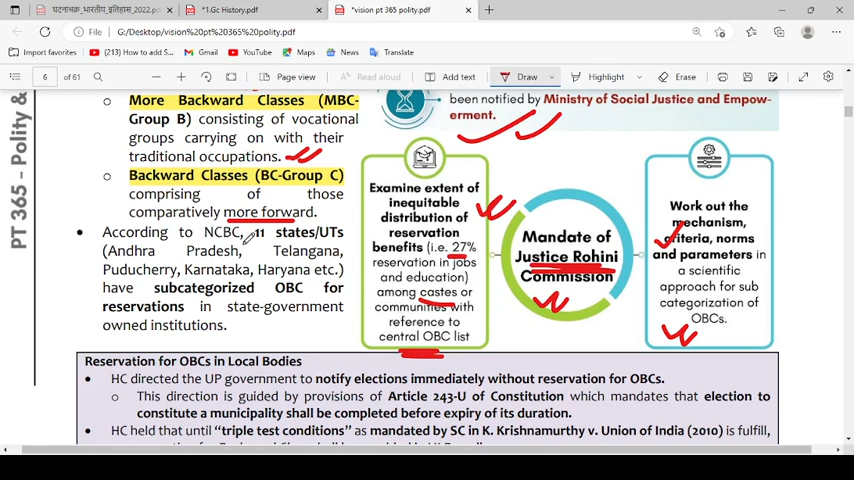 घटनाचक्र_भारतीय_इतिहास_2022.pd
*1.Gc History.pdf
*vision pt 365 polity.pdf
File
G:/Desktop/vision%20pt%20365%20polity.pdf
Import favorites
(213) How to add S...
Gmail
YouTube
Maps
News
Translate
6
of 61
Page view
Read aloud
Add text
Draw
Highlight
Erase
PT 365 - Polity &
More Backward Classes (MBC-
Group B) consisting of vocational
groups carrying on with their
traditional occupations.
Backward Classes (BC-Group C)
comprising of those
comparatively more forward.
According to NCBC, 11 states/UTs
(Andhra Pradesh, Telangana,
Puducherry, Karnataka, Haryana etc.)
have subcategorized OBC for
reservations in state-government
owned institutions.
been notified by Ministry of Social Justice and Empow-
erment.
Examine extent of
inequitable
distribution of
reservation
benefits (i.e. 27%
reservation in jobs
and education)
among castes or
communities with
reference to
central OBC list
Mandate of
Justice Rohini
Commission
Work out the
mechanism,
criteria, norms
and parameters in
a scientific
approach for sub
categorization of
OBCs.
Reservation for OBCs in Local Bodies
HC directed the UP government to notify elections immediately without reservation for OBCs.
This direction is guided by provisions of Article 243-U of Constitution which mandates that election to
constitute a municipality shall be completed before expiry of its duration.
HC held that until “triple test conditions” as mandated by SC in K. Krishnamurthy v. Union of India (2010) is fulfill,